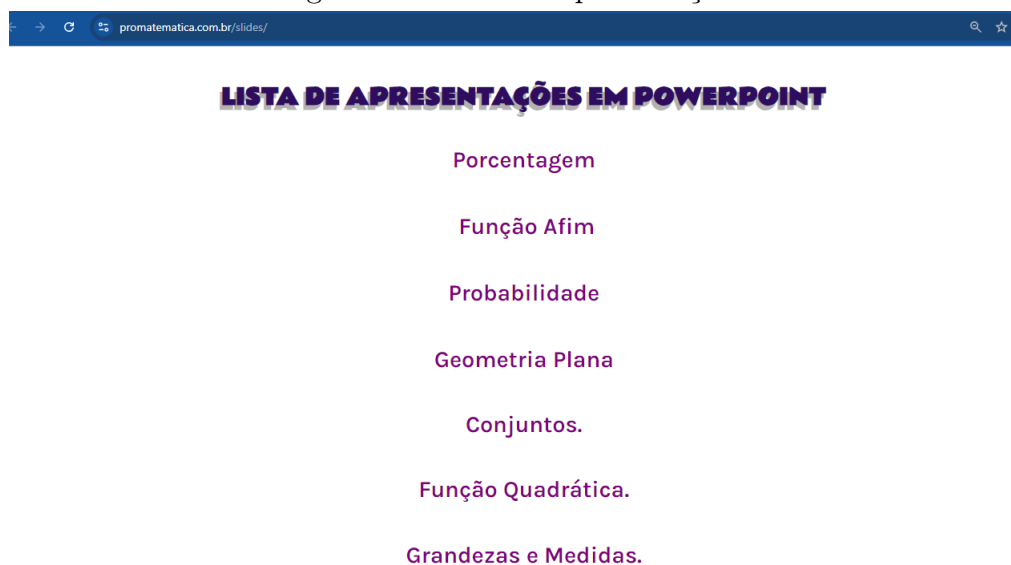 promatematica.com.br/slides/
LISTA DE APRESENTAÇÕES EM POWERPOINT
Porcentagem
Função Afim
Probabilidade
Geometria Plana
Conjuntos.
Função Quadrática.
Grandezas e Medidas.